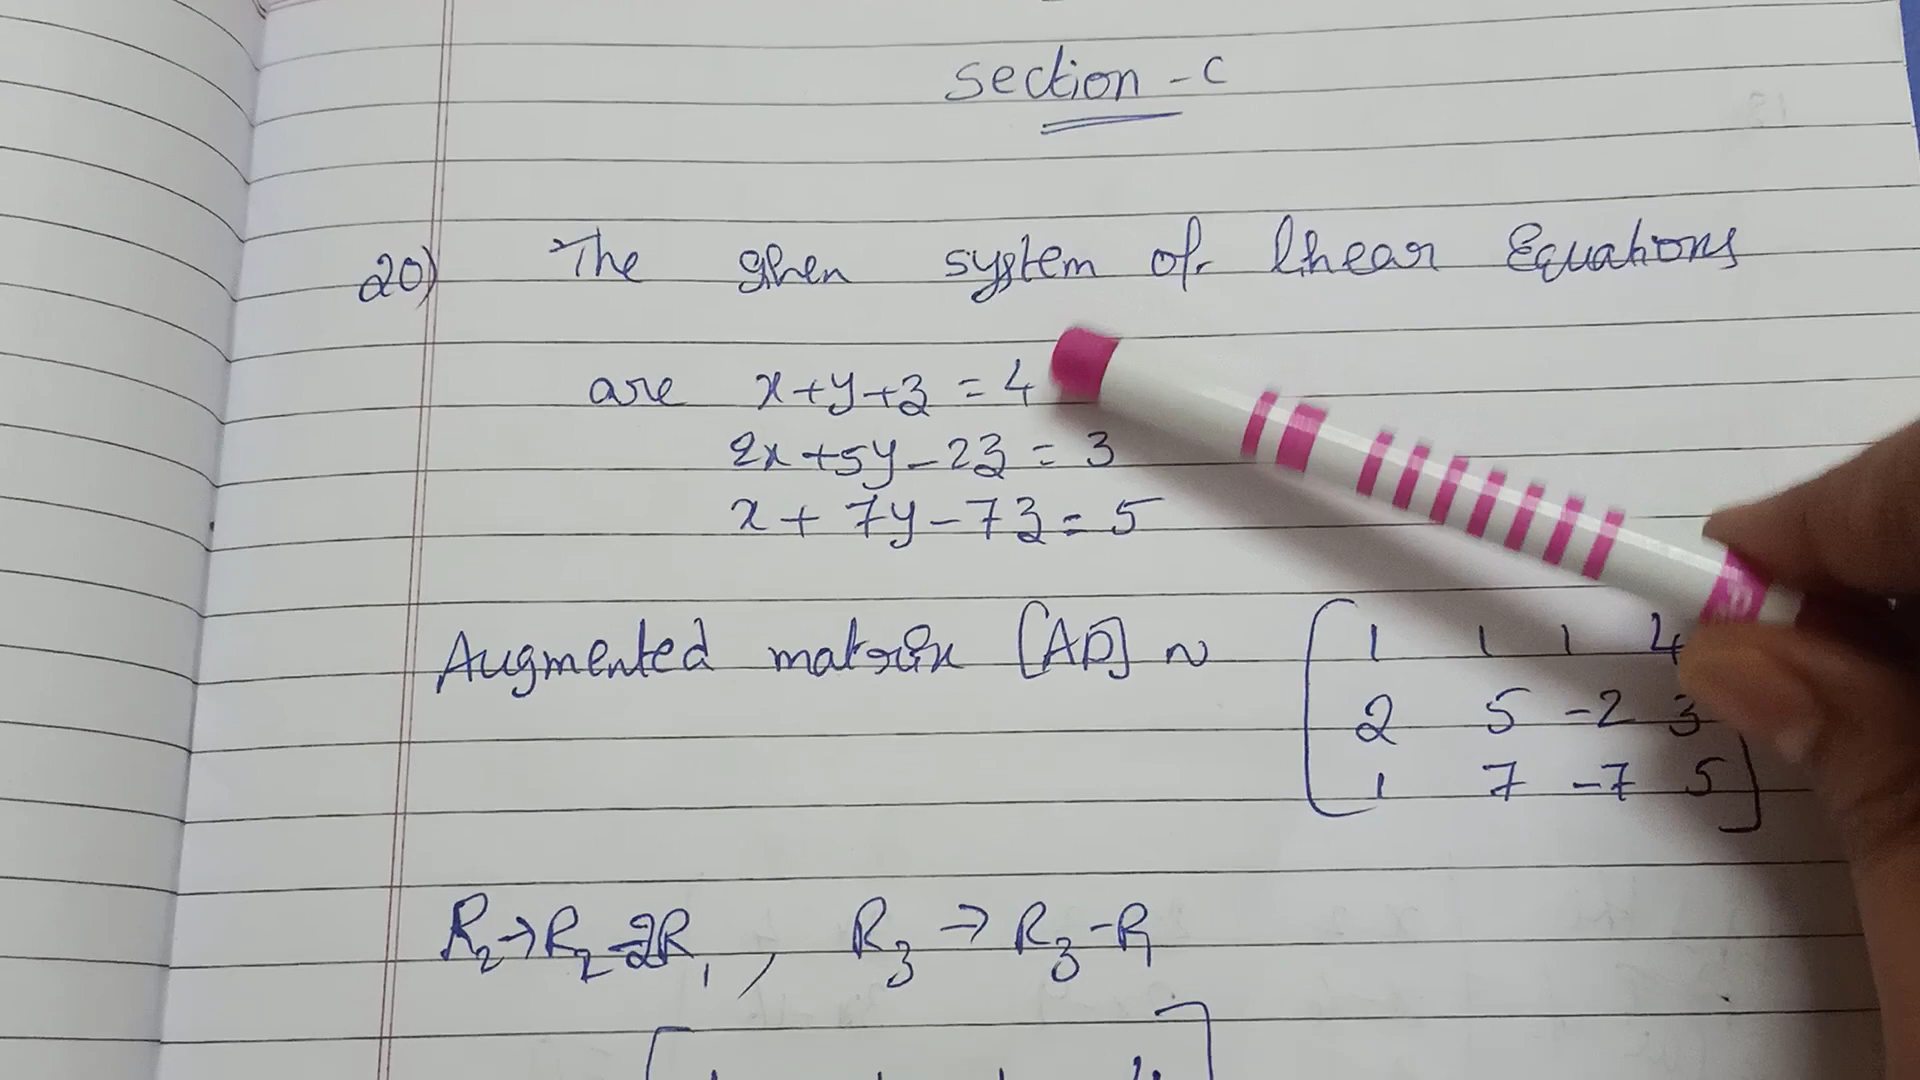 Section - C
20) The given system of linear Equations
are x+y+z = 4
2x+5y-2z = 3
x + 7y - 7z = 5
Augmented matrix [AD] ~ [ 1 1 1 4
2 5 -2 3
1 7 -7 5 ]
R₂→R₂-2R₁, R₃ → R₃-R₁